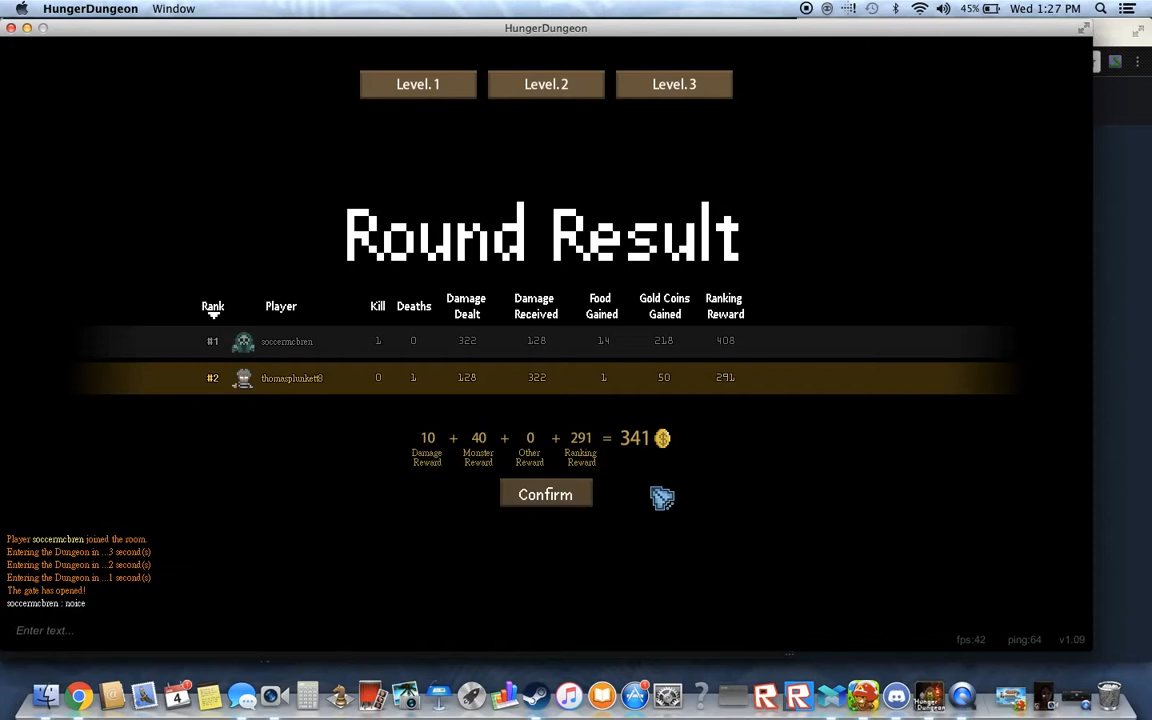 HungerDungeon Window 45% Wed 1:27 PM
HungerDungeon
Level.1 Level.2 Level.3
Round Result
Rank Player Kill Deaths Damage Dealt Damage Received Food Gained Gold Coins Gained Ranking Reward
#1 soccermcbren 1 0 322 128 14 218 408
#2 thomasplunkett8 0 1 128 322 1 50 291
10 + 40 + 0 + 291 = 341
Damage Reward Monster Reward Other Reward Ranking Reward
Confirm
Player soccermcbren joined the room.
Entering the Dungeon in ...3 second(s)
Entering the Dungeon in ...2 second(s)
Entering the Dungeon in ...1 second(s)
The gate has opened!
soccermcbren : noice
Enter text...
fps:42 ping:64 v1.09